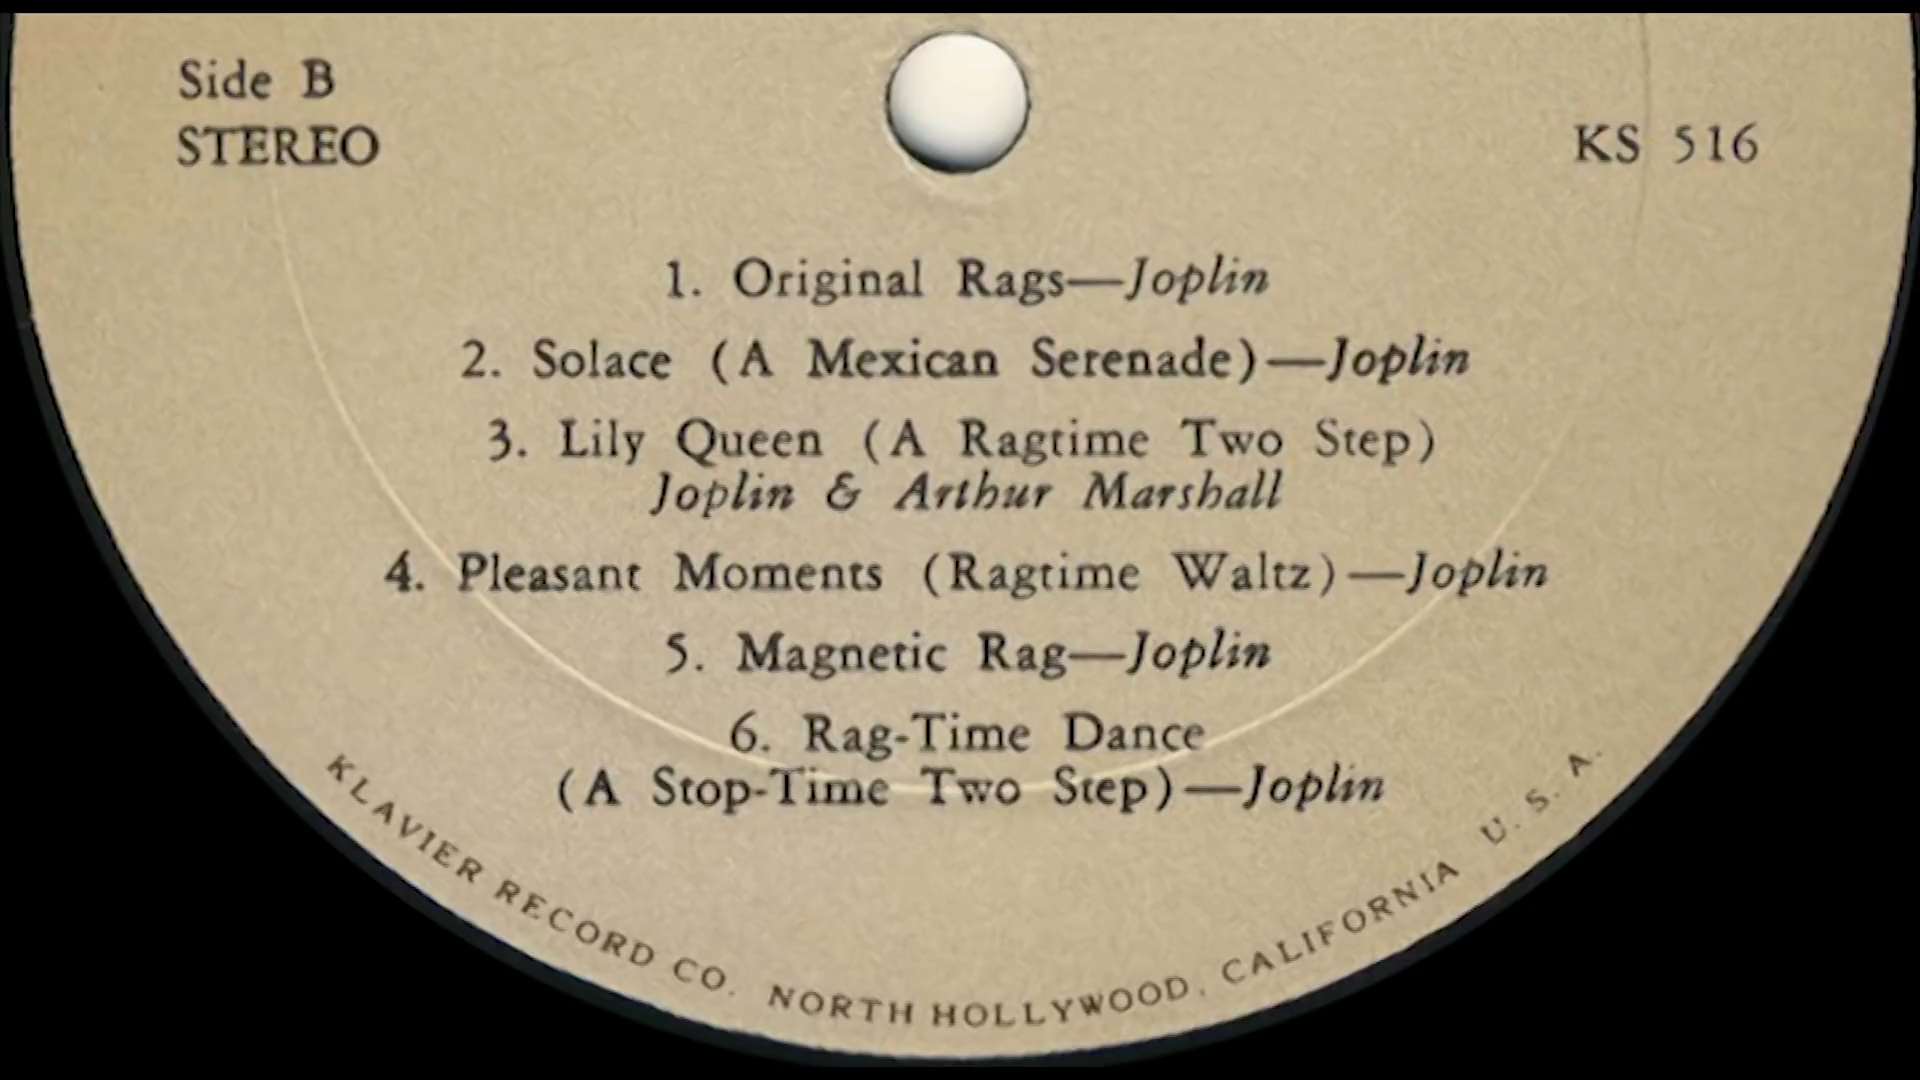 Side B
STEREO
KS 516
1. Original Rags—Joplin
2. Solace (A Mexican Serenade)—Joplin
3. Lily Queen (A Ragtime Two Step)
Joplin & Arthur Marshall
4. Pleasant Moments (Ragtime Waltz)—Joplin
5. Magnetic Rag—Joplin
6. Rag-Time Dance
(A Stop-Time Two Step)—Joplin
KLAVIER RECORD CO. NORTH HOLLYWOOD, CALIFORNIA U. S. A.